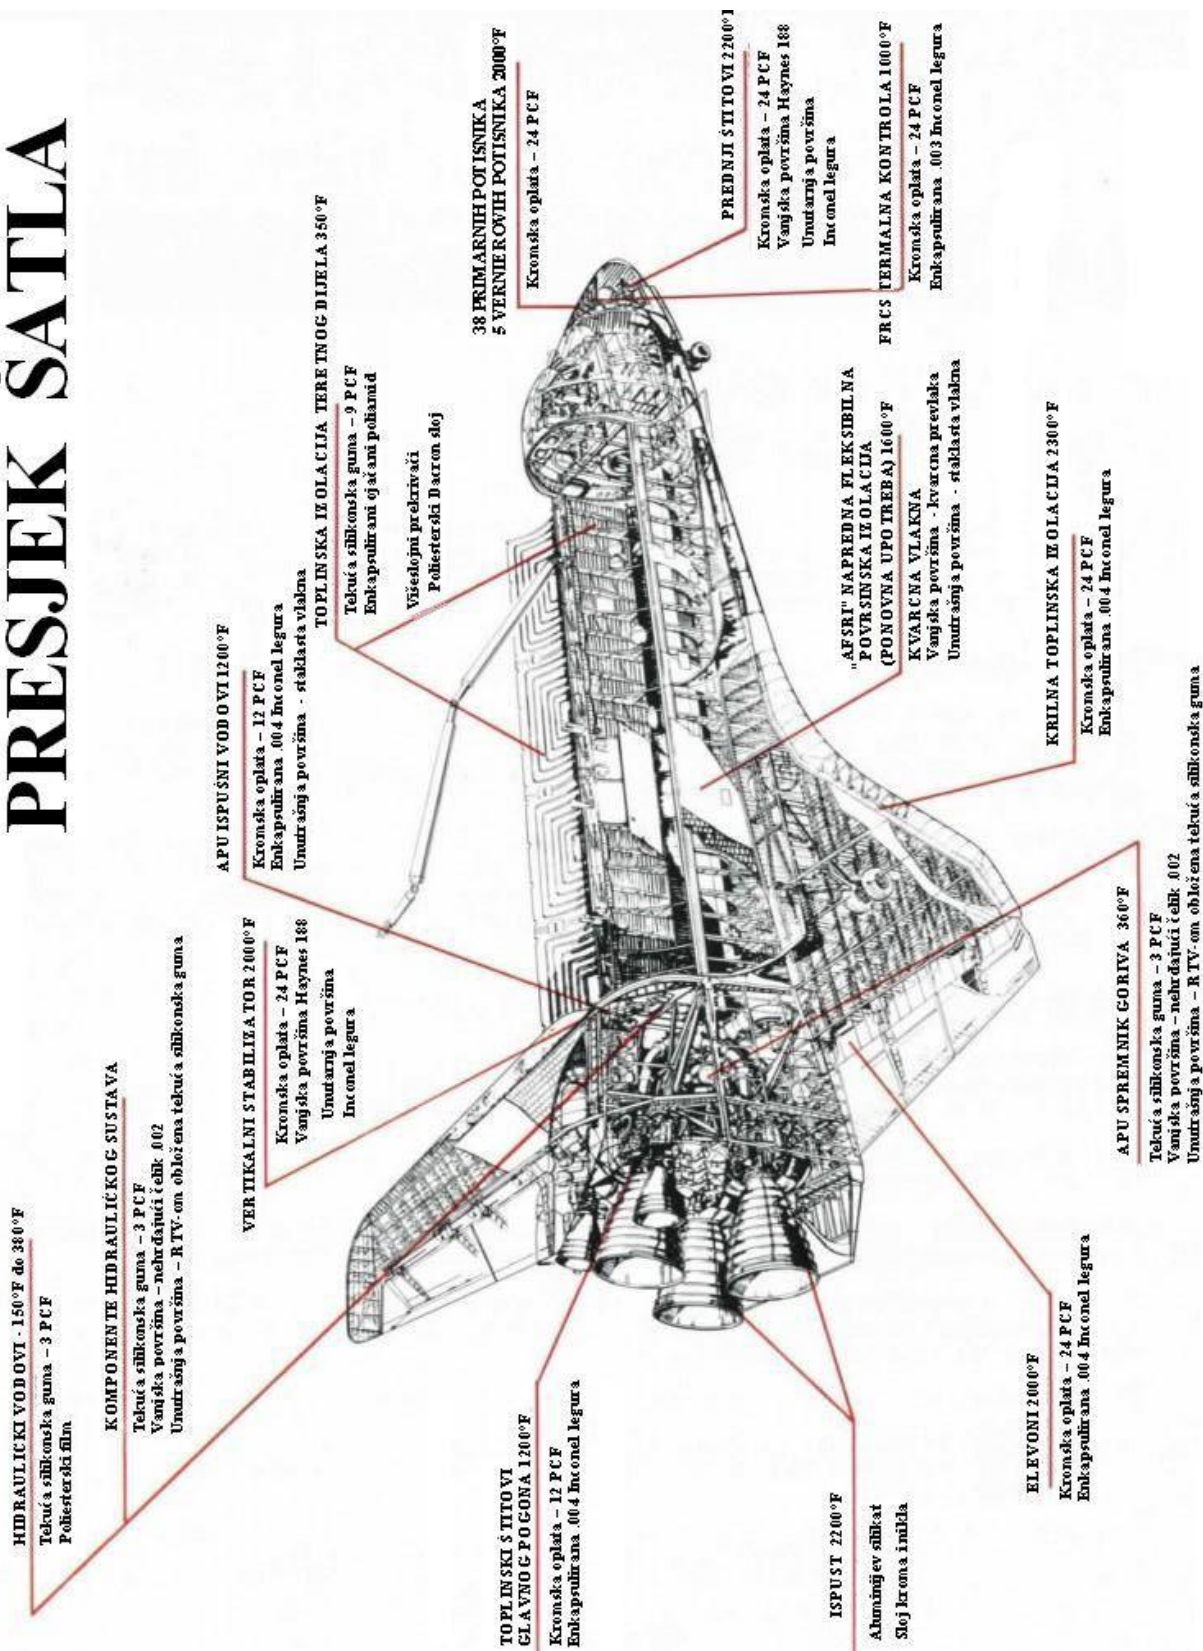 PRESJEK ŠATLA
HIDRAULICKI VODOVI - 150°F do 380°F
Tekuća silikonska guma – 3 PCF
Poliesterski film
KOMPONENTE HIDRAULIČKOG SUSTAVA
Tekuća silikonska guma – 3 PCF
Vanjska površina – nehrđajući čelik .002
Unutrašnja površina – RTV-om obložena tekuća silikonska guma
VERTIKALNI STABILIZATOR 2000°F
Kromska oplata – 24 PCF
Vanjska površina Haynes 188
Unutarnja površina
Inconel legura
APU ISPUŠNI VODOVI 1200°F
Kromska oplata – 12 PCF
Enkapsulirana .004 Inconel legura
Unutrašnja površina - staklasta vlakna
TOPLINSKA IZOLACIJA TERETNOG DIJELA 350°F
Tekuća silikonska guma – 9 PCF
Enkapsulirani ojačani poliamid
Višeslojni prekrivači
Poliesterski Dacron sloj
38 PRIMARNIH POTISNIKA
5 VERNIEROVIH POTISNIKA 2000°F
Kromska oplata – 24 PCF
PREDNJI ŠTITOVI 2200°F
Kromska oplata – 24 PCF
Vanjska površina Haynes 188
Unutarnja površina
Inconel legura
FRCS TERMALNA KONTROLA 1000°F
Kromska oplata – 24 PCF
Enkapsulirana .003 Inconel legura
"AFSRI" NAPREDNA FLEKSIBILNA
POVRSINSKA IZOLACIJA
(PONOVNA UPOTREBA) 1600°F
KVARCNA VLAKNA
Vanjska površina - kvarcna prevlaka
Unutrašnja površina - staklasta vlakna
KRILNA TOPLINSKA IZOLACIJA 2300°F
Kromska oplata – 24 PCF
Enkapsulirana .004 Inconel legura
APU SPREMNIK GORIVA 360°F
Tekuća silikonska guma – 3 PCF
Vanjska površina – nehrđajući čelik .002
Unutrašnja površina – RTV-om obložena tekuća silikonska guma
ELEVONI 2000°F
Kromska oplata – 24 PCF
Enkapsulirana .004 Inconel legura
ISPUST 2200°F
Aluminijev silikat
Sloj kroma i nikla
TOPLINSKI ŠTITOVI
GLAVNOG POGONA 1200°F
Kromska oplata – 12 PCF
Enkapsulirana .004 Inconel legura